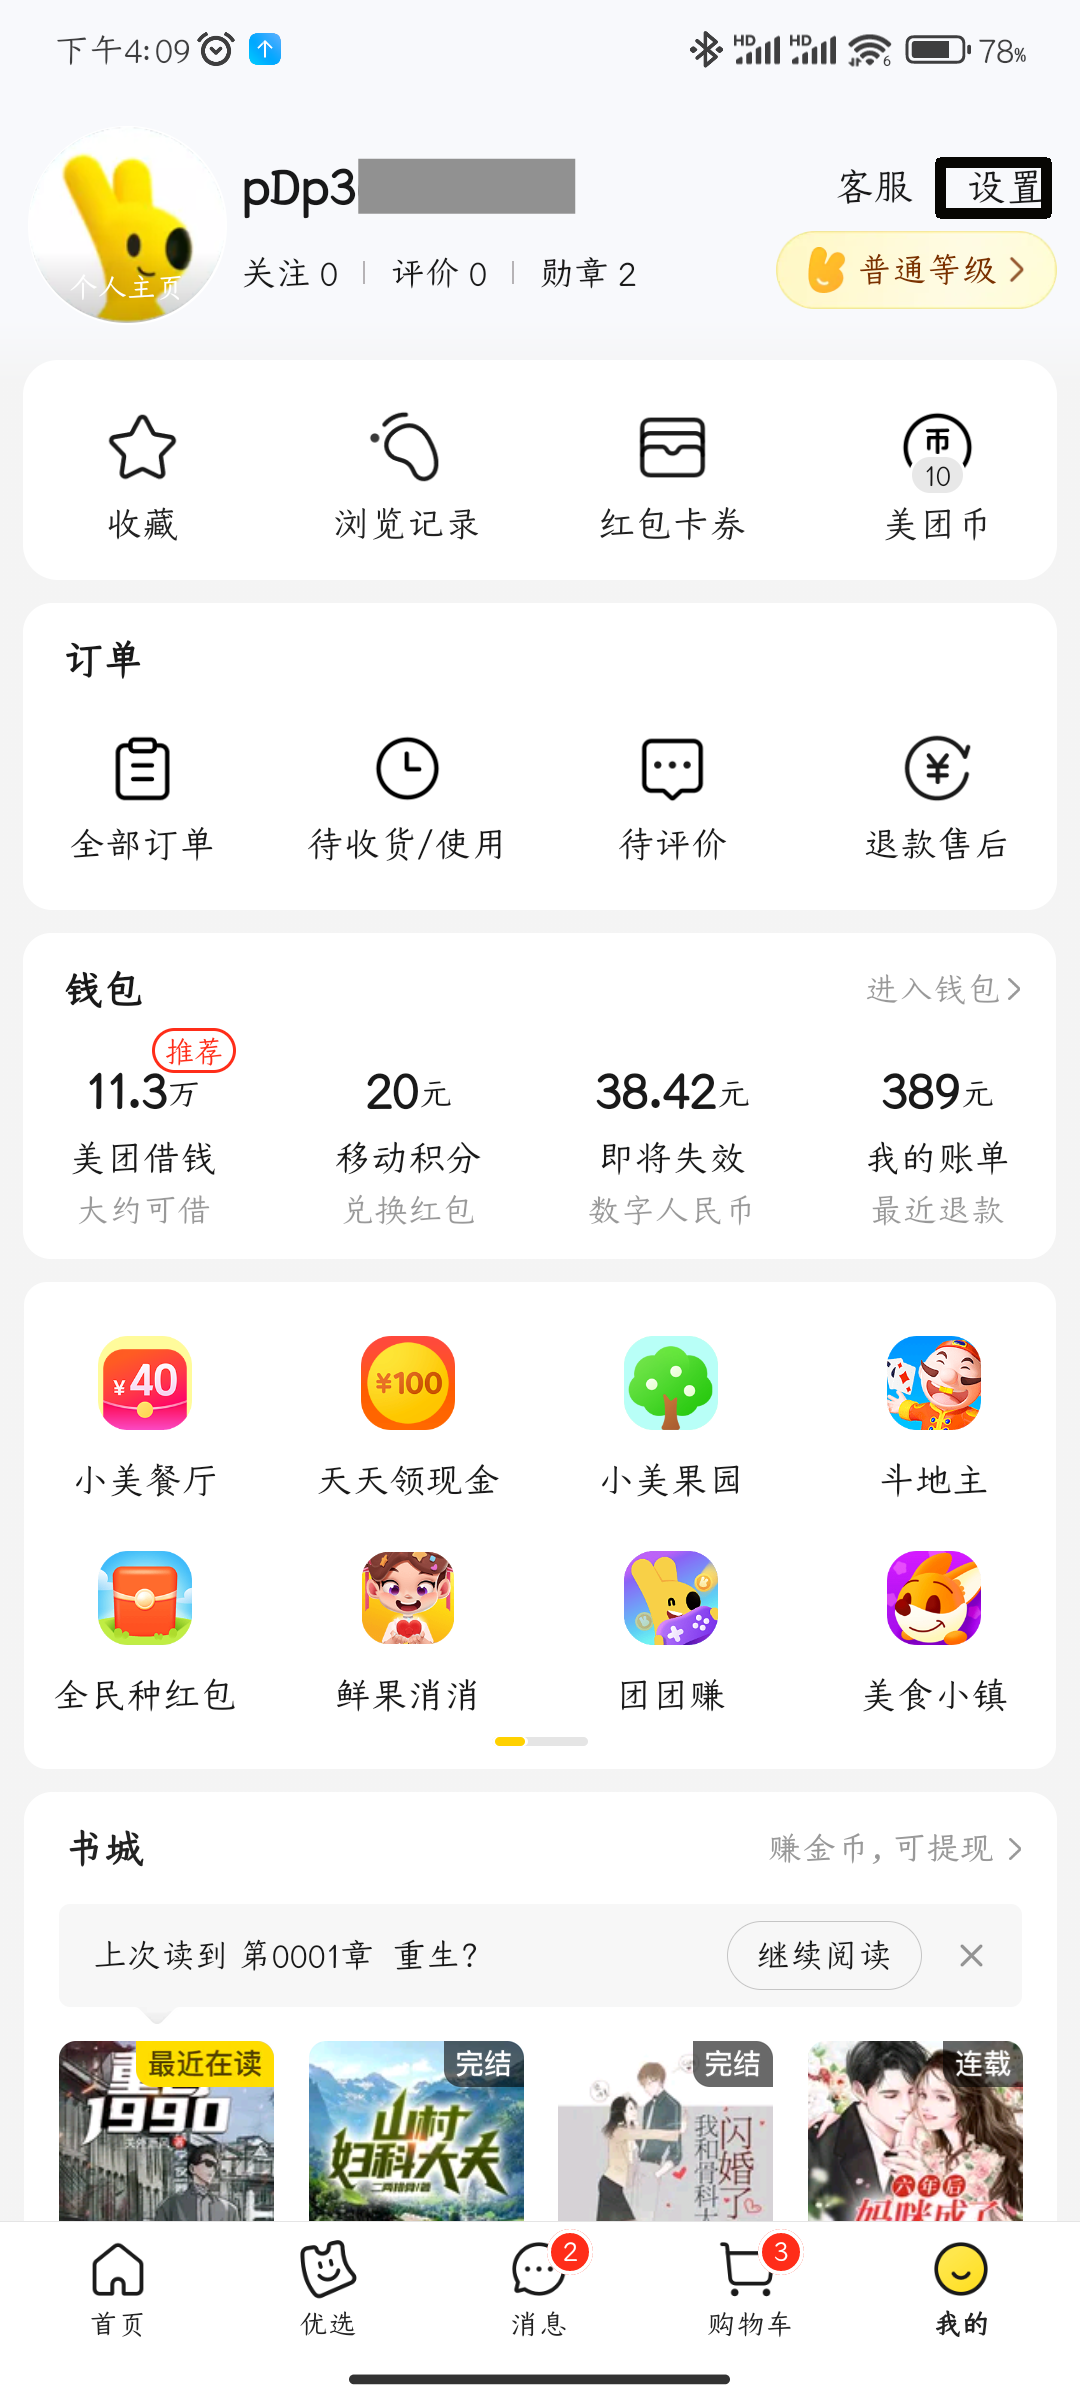 下午4:09
HD HD 6 78%
pDp3
客服 设置
个人主页
关注 0 评价 0 勋章 2
普通等级
币
10
收藏 浏览记录 红包卡券 美团币
订单
¥
全部订单 待收货/使用 待评价 退款售后
钱包 进入钱包
推荐
11.3万 20元 38.42元 389元
美团借钱 移动积分 即将失效 我的账单
大约可借 兑换红包 数字人民币 最近退款
¥40 ¥100
小美餐厅 天天领现金 小美果园 斗地主
全民种红包 鲜果消消 团团赚 美食小镇
书城 赚金币,可提现
上次读到 第0001章 重生? 继续阅读
最近在读 完结 完结 连载
1990
山村
妇科大夫
闪婚了
我和骨科大
六年后
妈咪成了
2 3
首页 优选 消息 购物车 我的